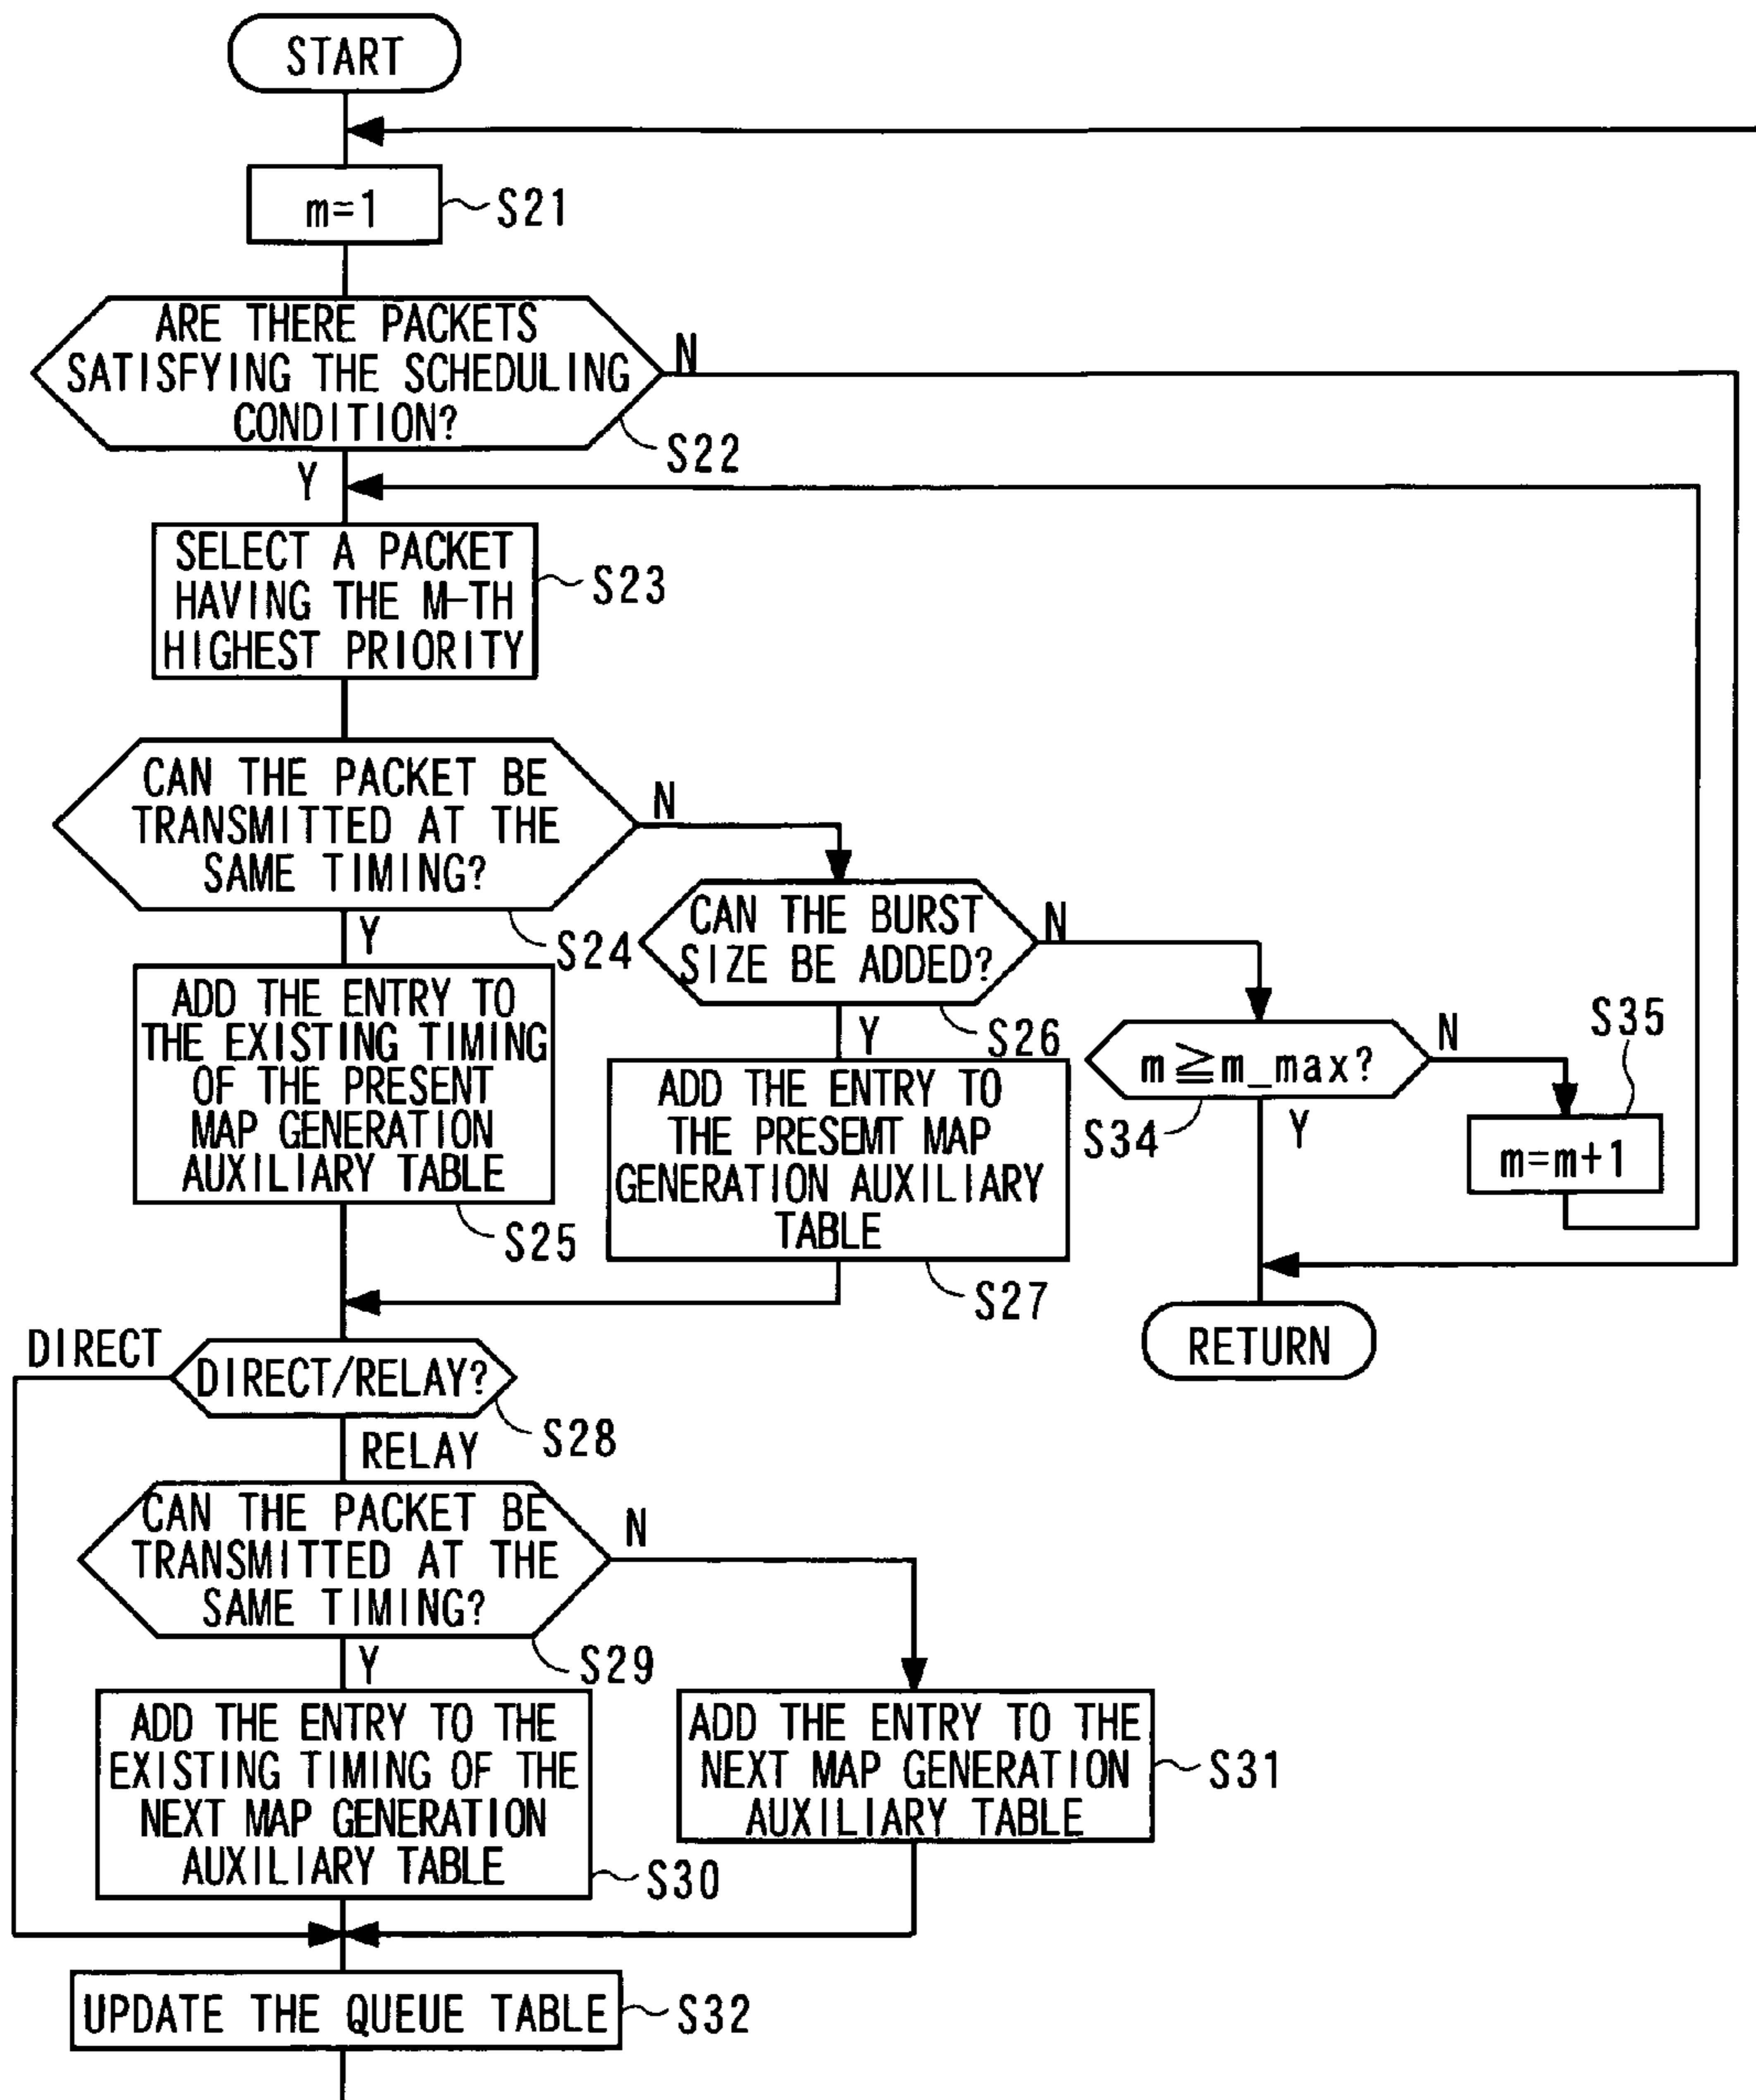 START
m=1
S21
ARE THERE PACKETS
SATISFYING THE SCHEDULING
CONDITION?
N
S22
Y
SELECT A PACKET
HAVING THE M-TH
HIGHEST PRIORITY
S23
CAN THE PACKET BE
TRANSMITTED AT THE
SAME TIMING?
N
S24
Y
CAN THE BURST
SIZE BE ADDED?
N
S26
Y
ADD THE ENTRY TO
THE EXISTING TIMING
OF THE PRESENT
MAP GENERATION
AUXILIARY TABLE
S25
ADD THE ENTRY TO
THE PRESEMT MAP
GENERATION AUXILIARY
TABLE
S27
m≧m_max?
N
S34
Y
S35
m=m+1
RETURN
DIRECT
DIRECT/RELAY?
S28
RELAY
CAN THE PACKET BE
TRANSMITTED AT THE
SAME TIMING?
N
S29
Y
ADD THE ENTRY TO THE
EXISTING TIMING OF THE
NEXT MAP GENERATION
AUXILIARY TABLE
S30
ADD THE ENTRY TO THE
NEXT MAP GENERATION
AUXILIARY TABLE
S31
UPDATE THE QUEUE TABLE
S32